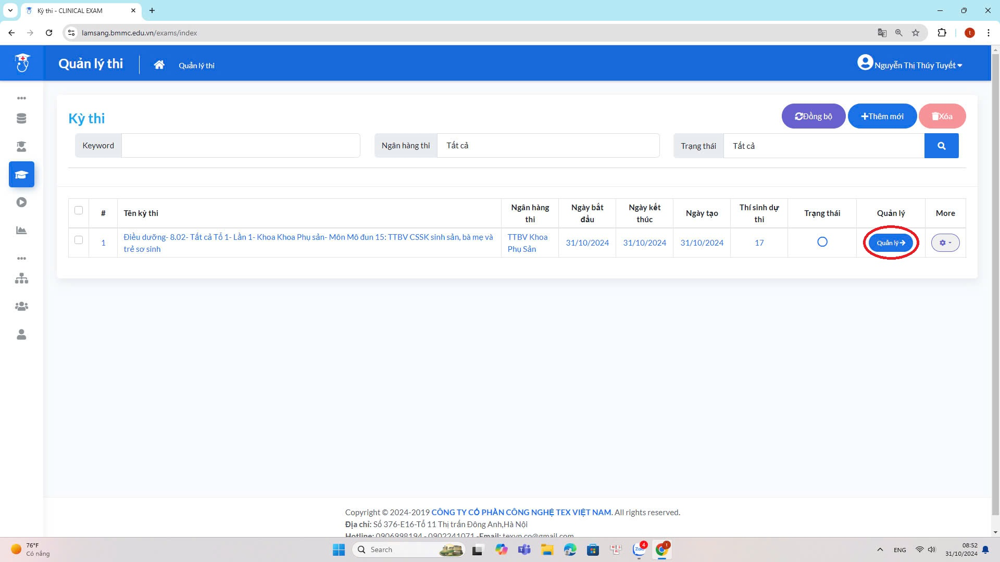 Kỳ thi - CLINICAL EXAM
lamsang.bmmc.edu.vn/exams/index
t
Quản lý thi
Quản lý thi
Nguyễn Thị Thúy Tuyết
Kỳ thi
Đồng bộ
Thêm mới
Xóa
Keyword
Ngân hàng thi
Tất cả
Trạng thái
Tất cả
# Tên kỳ thi Ngân hàng thi Ngày bắt đầu Ngày kết thúc Ngày tạo Thí sinh dự thi Trạng thái Quản lý More
1 Điều dưỡng- 8.02- Tất cả Tổ 1- Lần 1- Khoa Khoa Phụ sản- Môn Mô đun 15: TTBV CSSK sinh sản, bà mẹ và
trẻ sơ sinh
TTBV Khoa
Phụ Sản
31/10/2024 31/10/2024 31/10/2024 17 Quản lý
Copyright © 2024-2019 CÔNG TY CỔ PHẦN CÔNG NGHỆ TEX VIỆT NAM. All rights reserved.
Địa chỉ: Số 376-E16-Tổ 11 Thị trấn Đông Anh,Hà Nội
Hotline: 0906998194 - 0902241071 -Email: texvn.co@gmail.com
76°F
Có nắng
Search
Zalo
4
1
ENG
08:52
31/10/2024